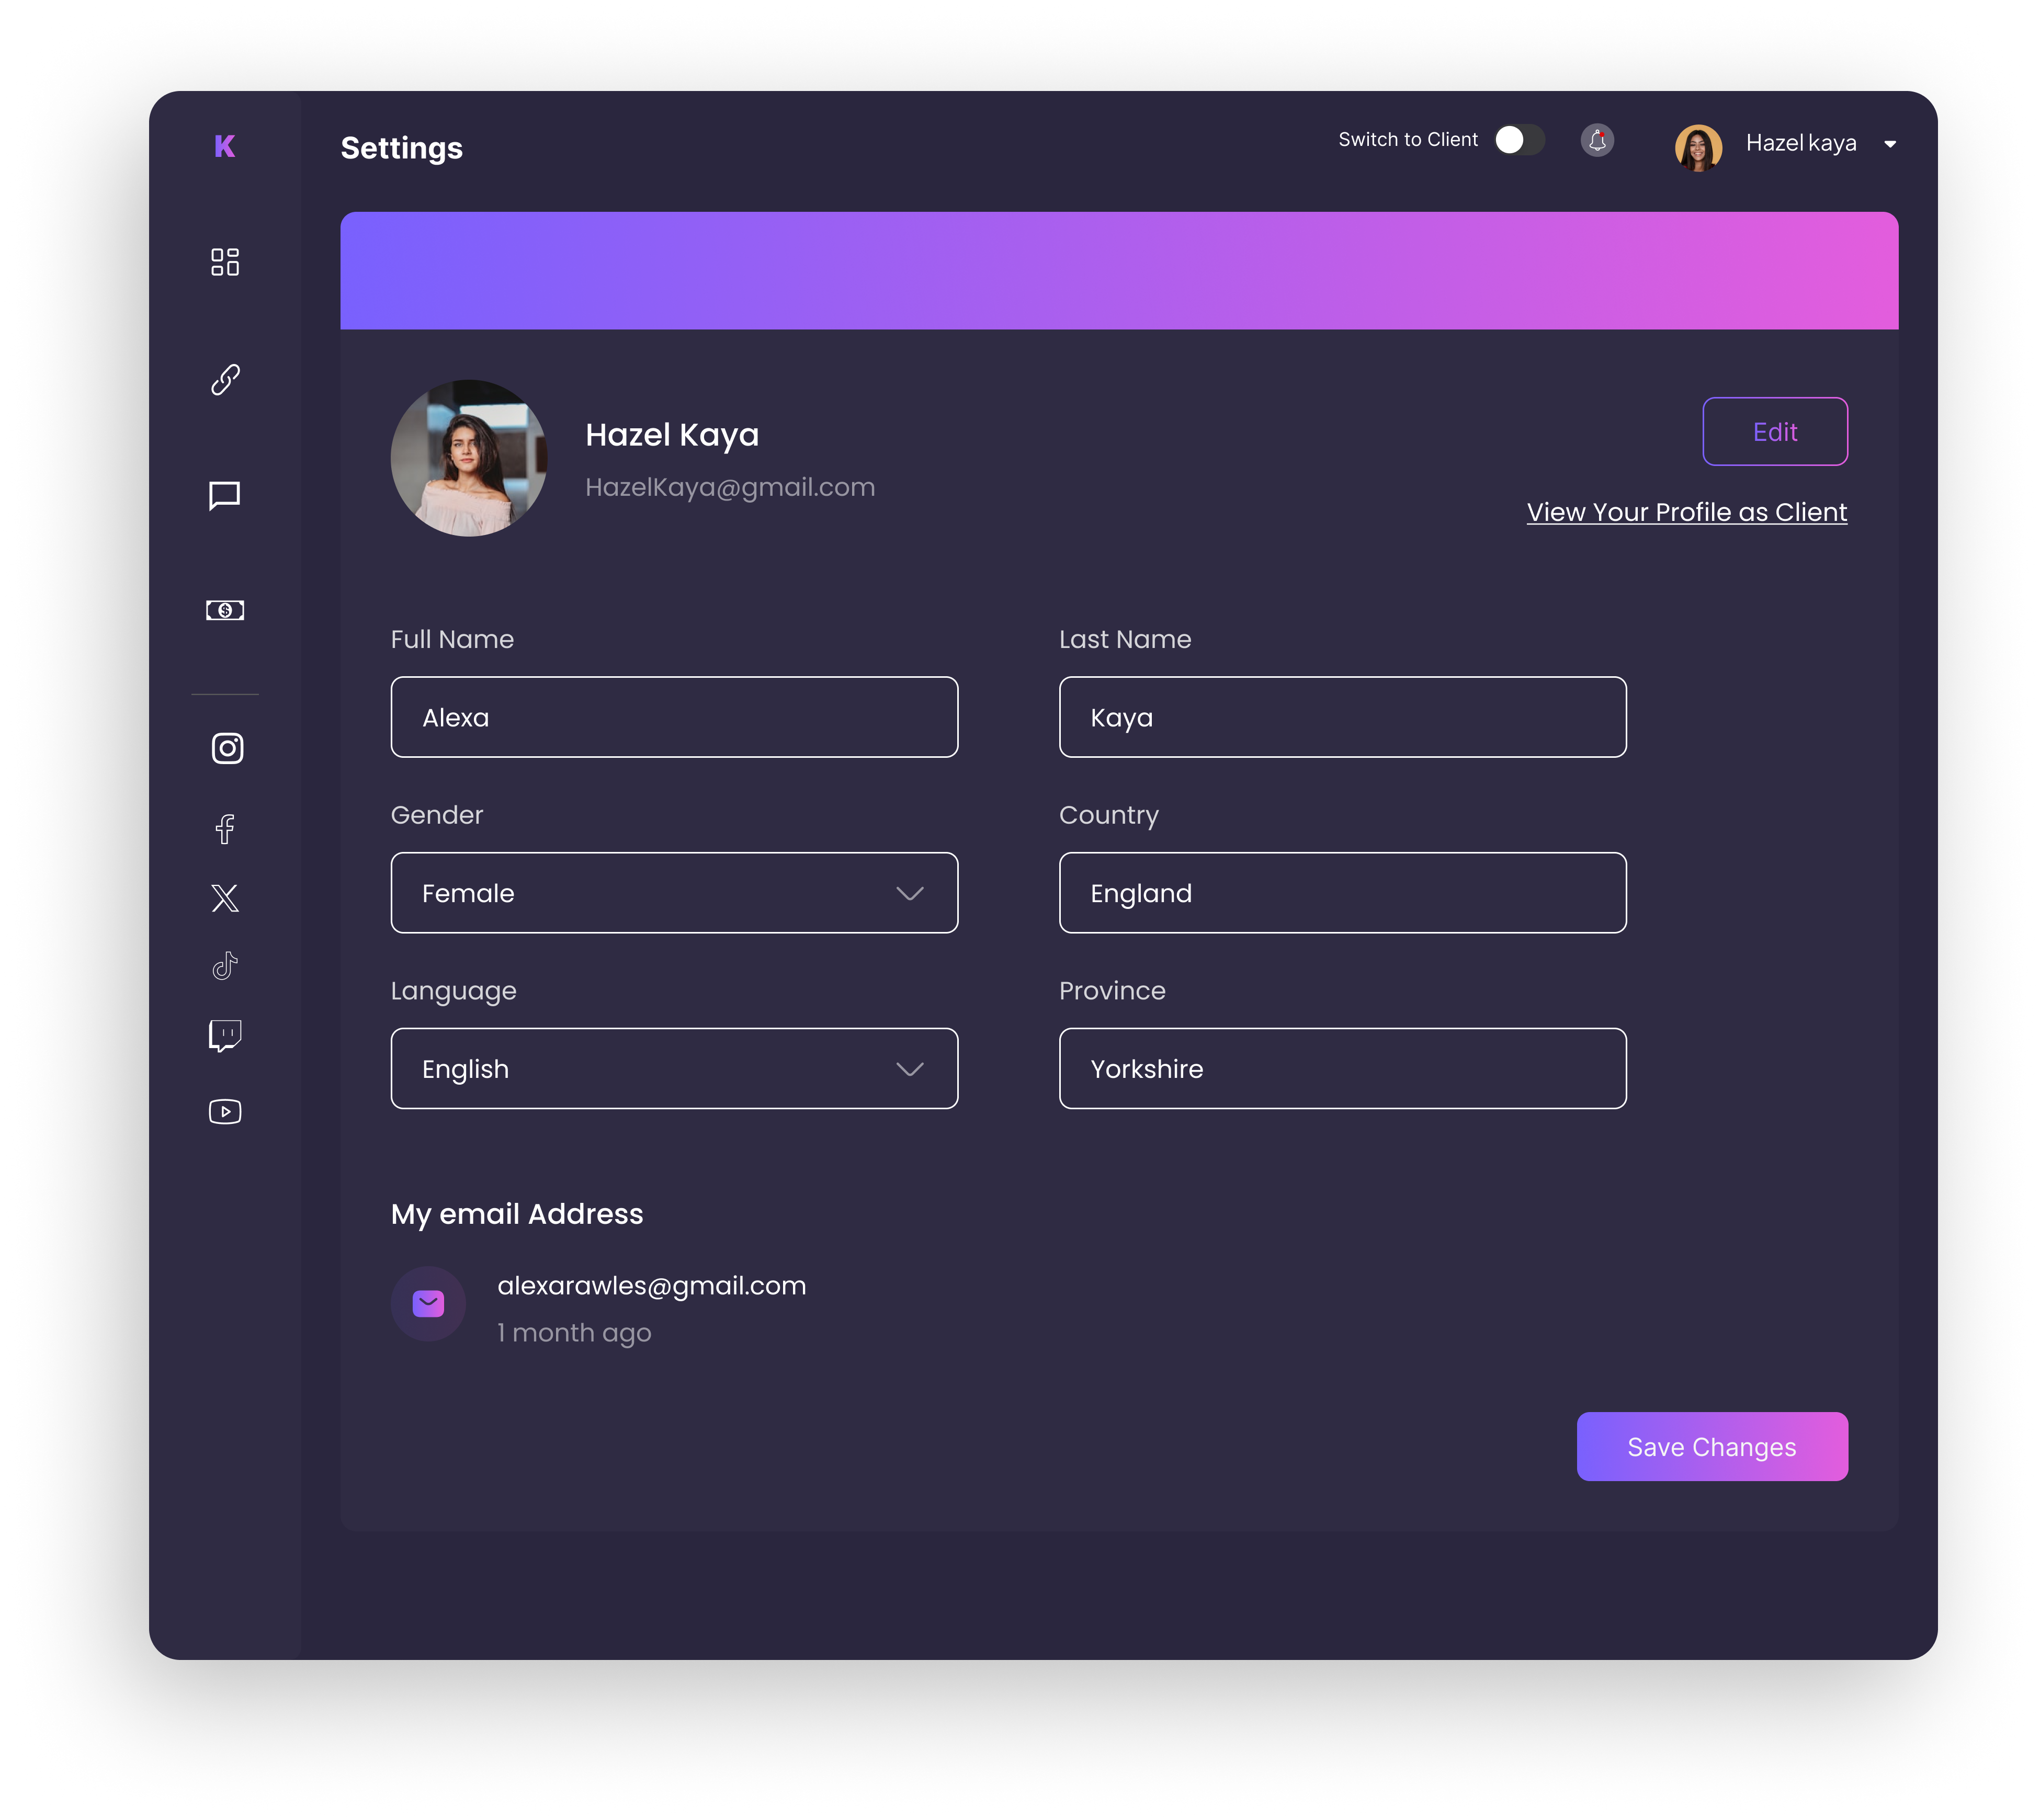 K
Settings
Switch to Client
Hazel kaya
Hazel Kaya
HazelKaya@gmail.com
Edit
View Your Profile as Client
Full Name
Last Name
Alexa
Kaya
Gender
Country
Female
England
Language
Province
English
Yorkshire
My email Address
alexarawles@gmail.com
1 month ago
Save Changes